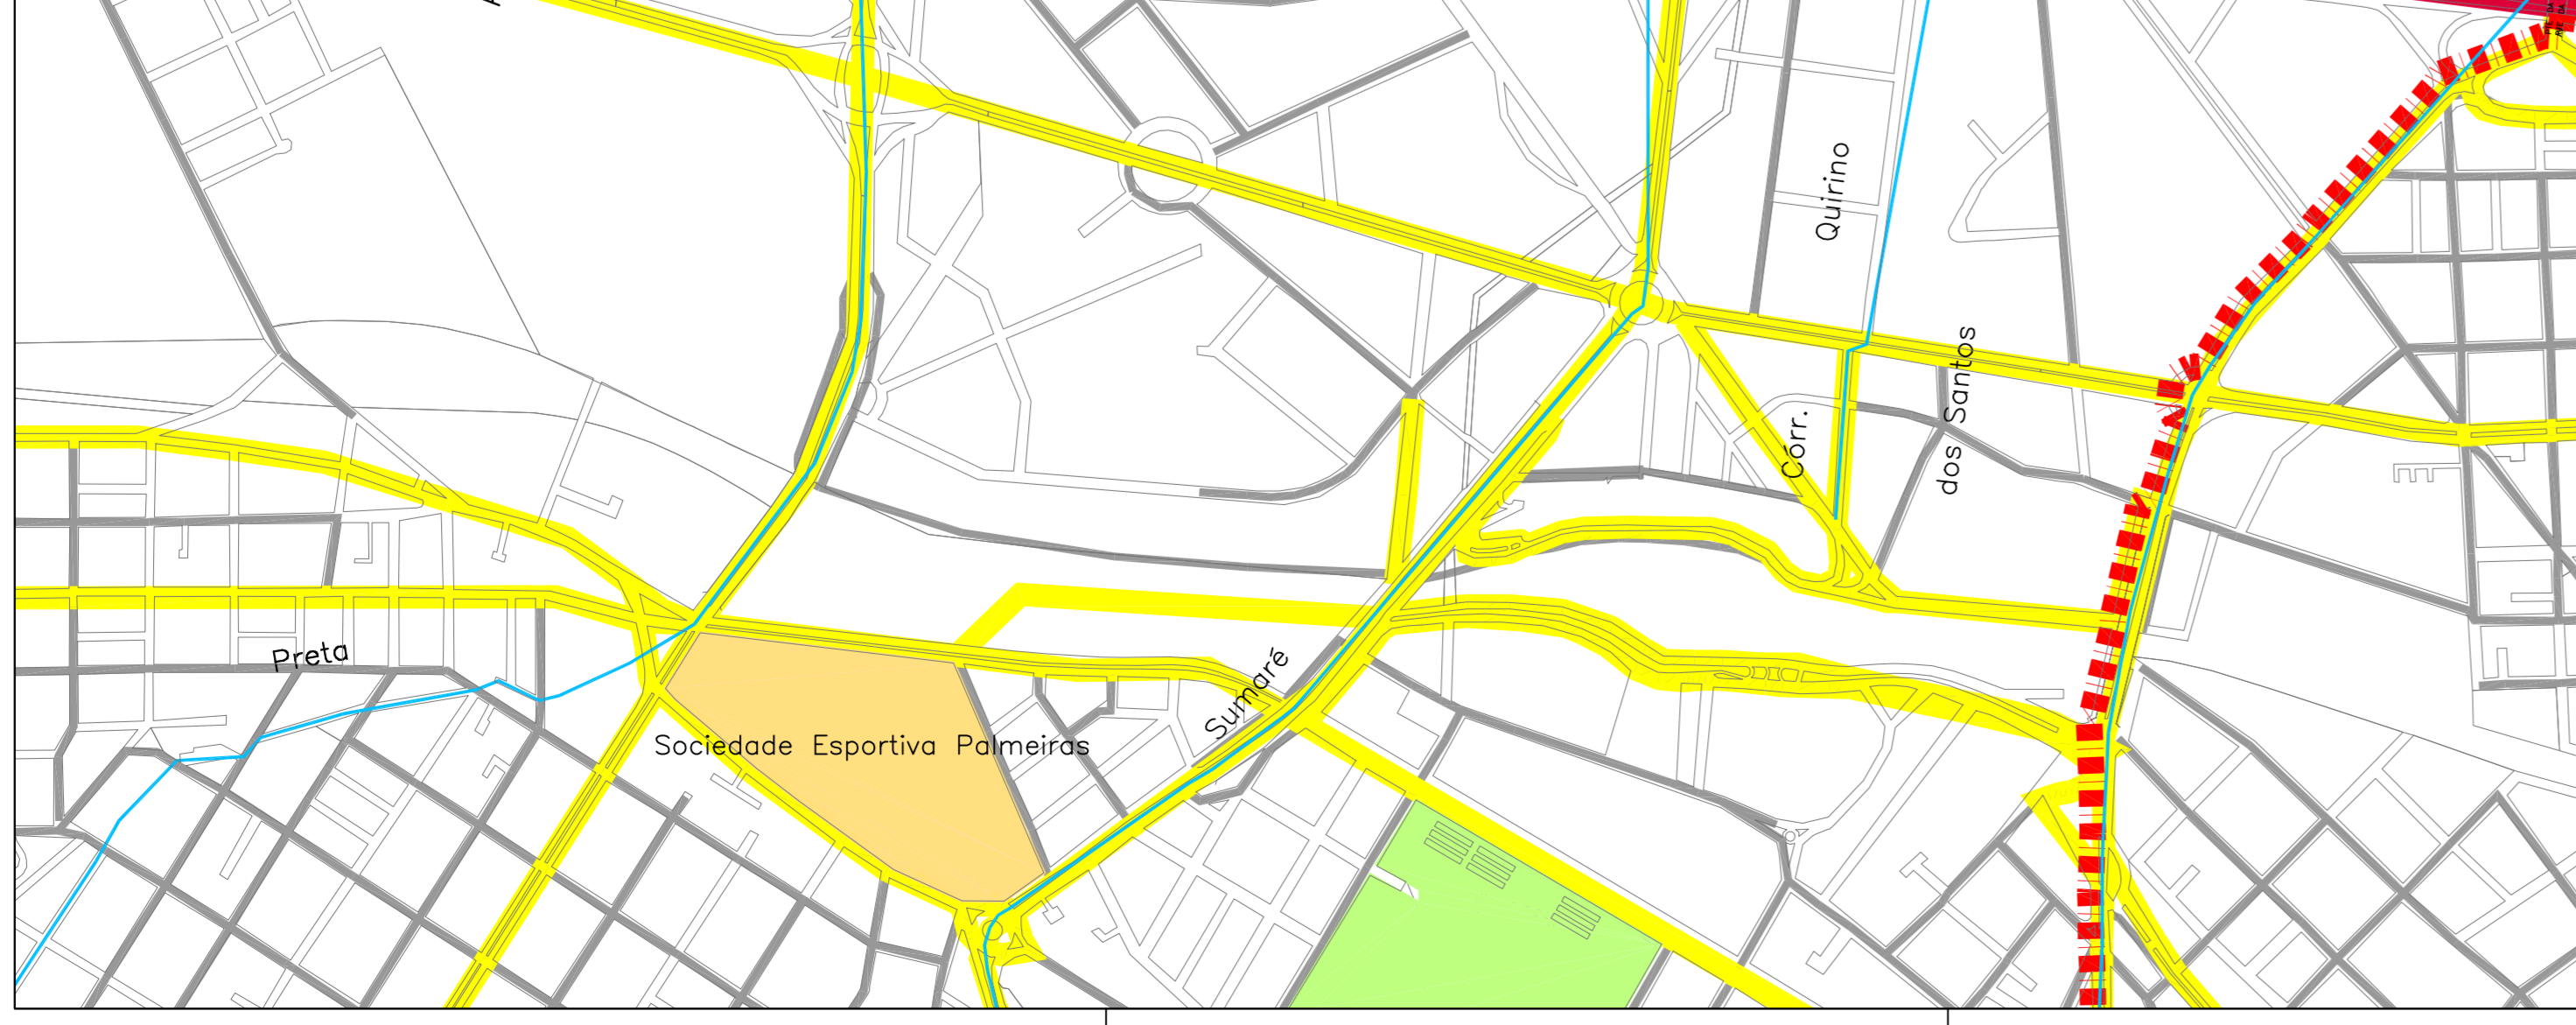 Quirino
dos Santos
Córr.
Preta
Sumaré
Sociedade Esportiva Palmeiras